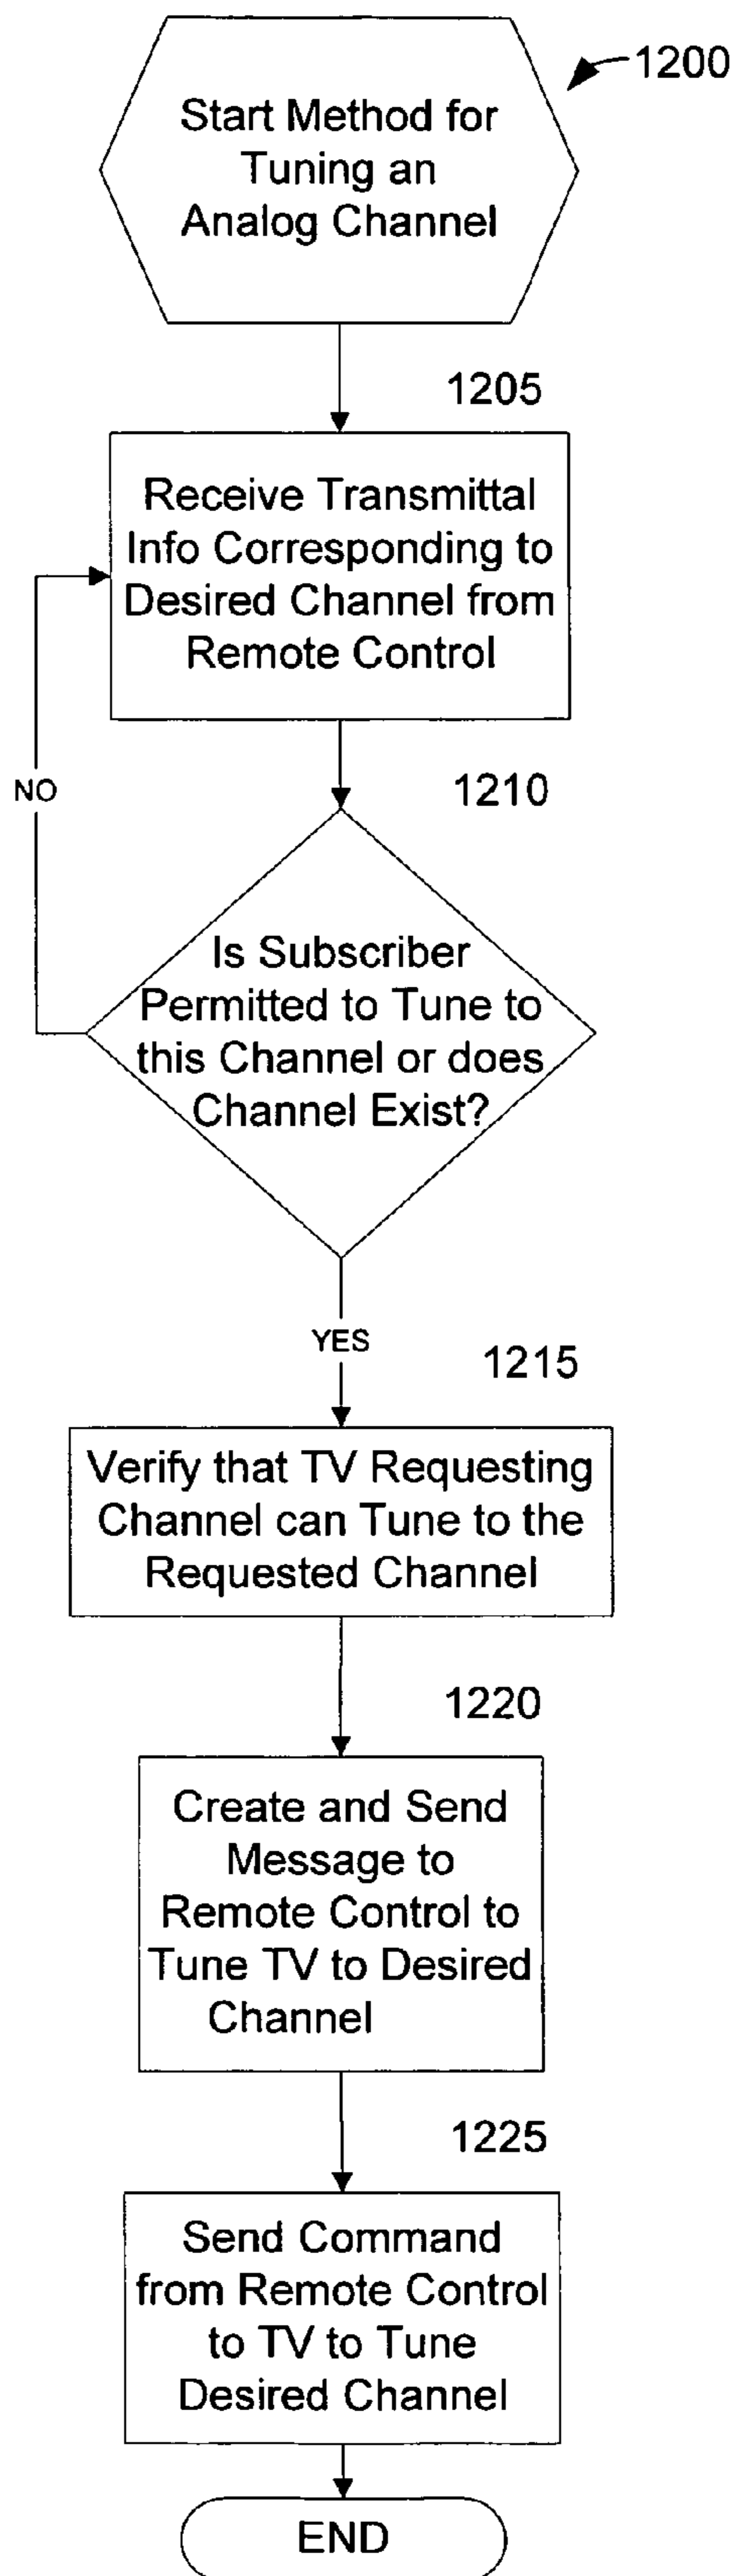 1200
Start Method for
Tuning an
Analog Channel
1205
Receive Transmittal
Info Corresponding to
Desired Channel from
Remote Control
NO
1210
Is Subscriber
Permitted to Tune to
this Channel or does
Channel Exist?
YES
1215
Verify that TV Requesting
Channel can Tune to the
Requested Channel
1220
Create and Send
Message to
Remote Control to
Tune TV to Desired
Channel
1225
Send Command
from Remote Control
to TV to Tune
Desired Channel
END